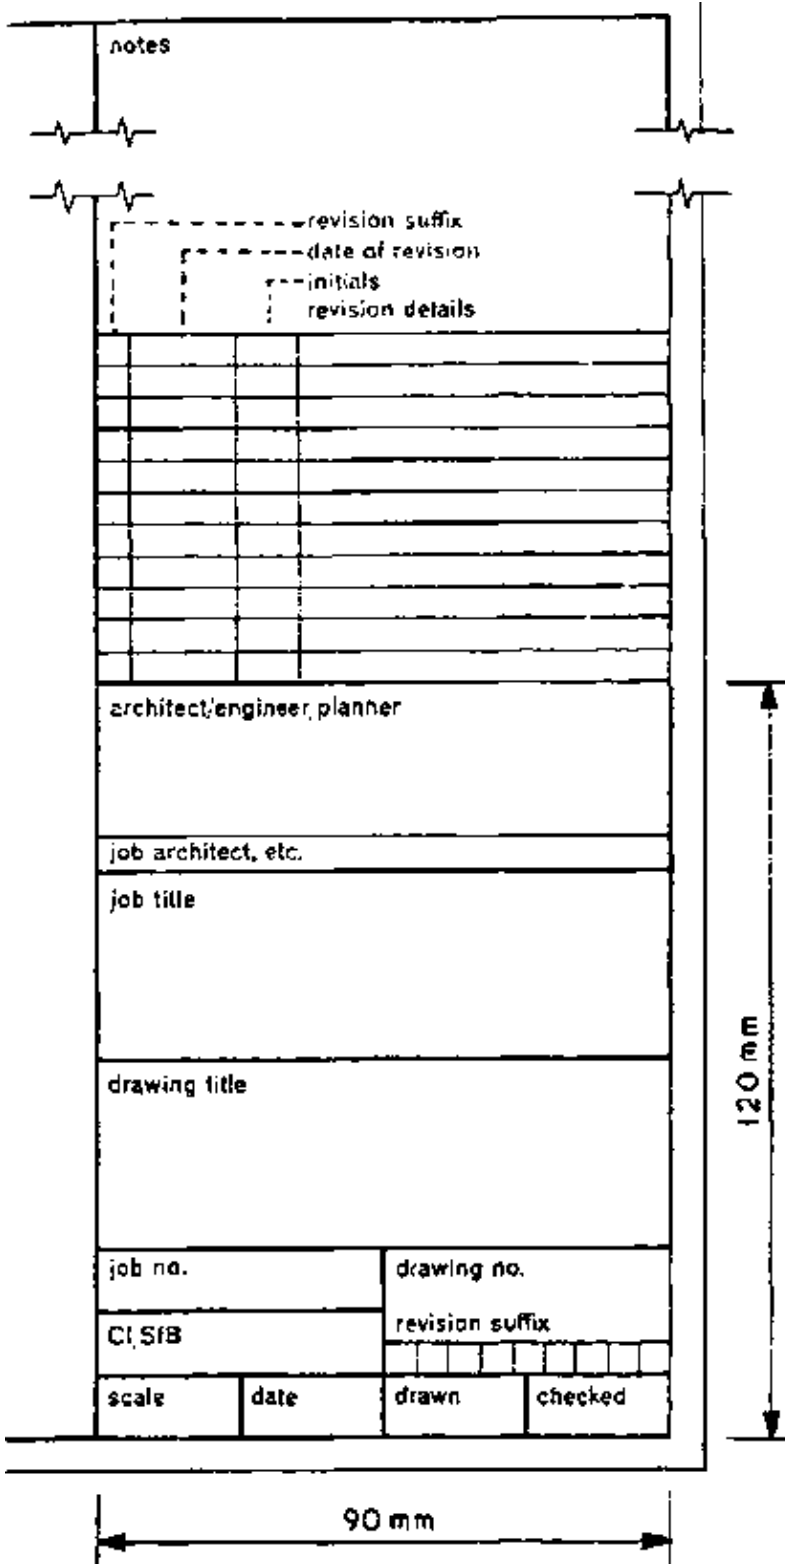 notes
revision suffix
date of revision
initials
revision details
architect/engineer, planner
job architect, etc.
job title
drawing title
120 mm
job no.
drawing no.
CI,SfB
revision suffix
scale
date
drawn
checked
90 mm